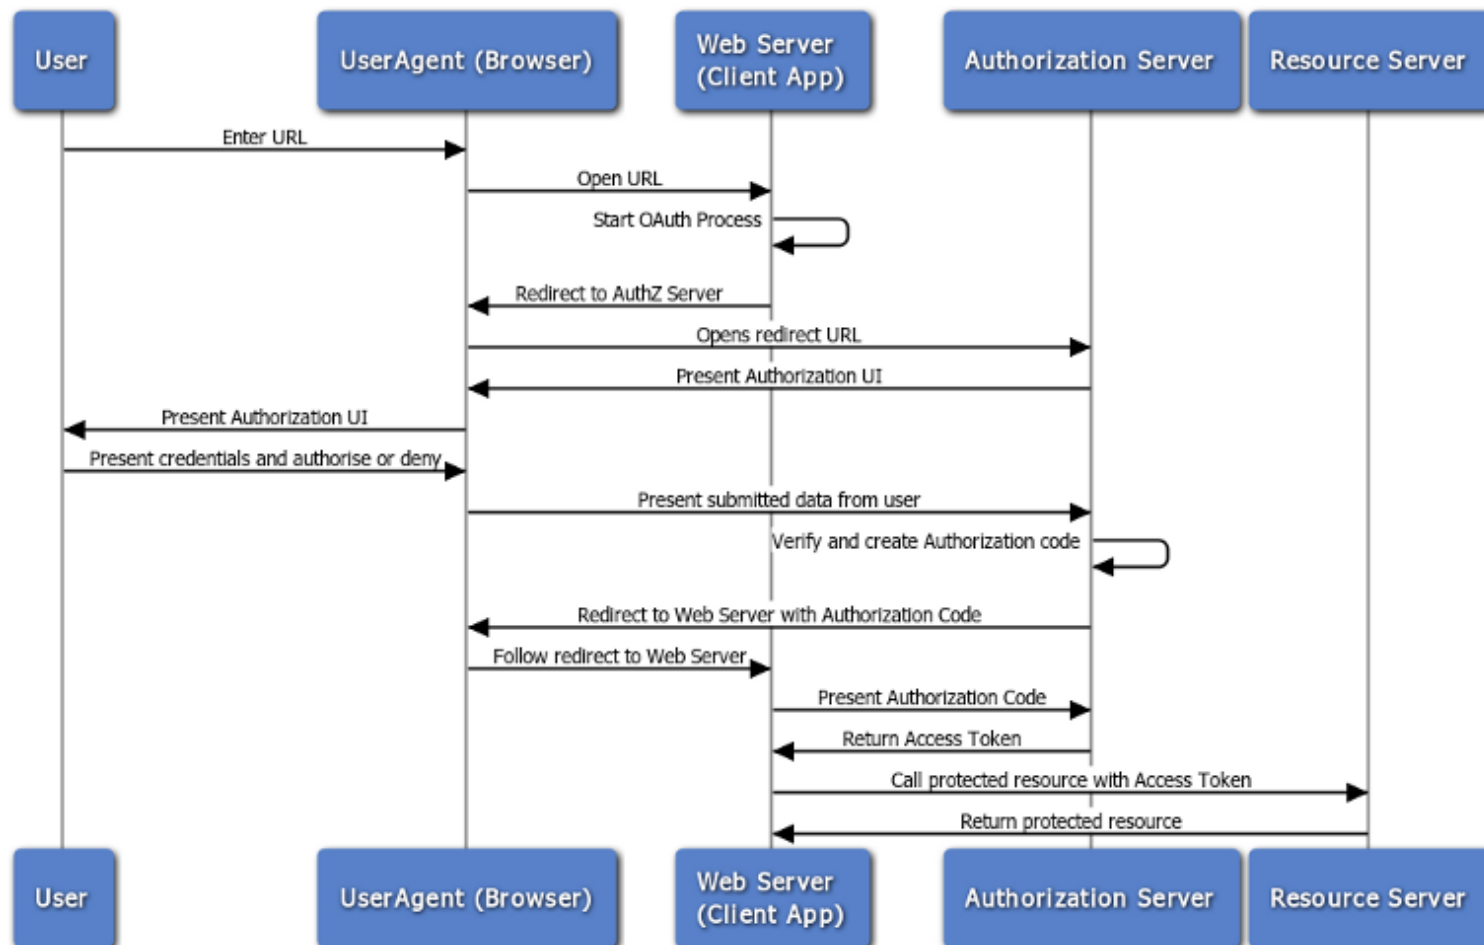 User
UserAgent (Browser)
Web Server
(Client App)
Authorization Server
Resource Server
Enter URL
Open URL
Start OAuth Process
Redirect to AuthZ Server
Opens redirect URL
Present Authorization UI
Present Authorization UI
Present credentials and authorise or deny
Present submitted data from user
Verify and create Authorization code
Redirect to Web Server with Authorization Code
Follow redirect to Web Server
Present Authorization Code
Return Access Token
Call protected resource with Access Token
Return protected resource
User
UserAgent (Browser)
Web Server
(Client App)
Authorization Server
Resource Server